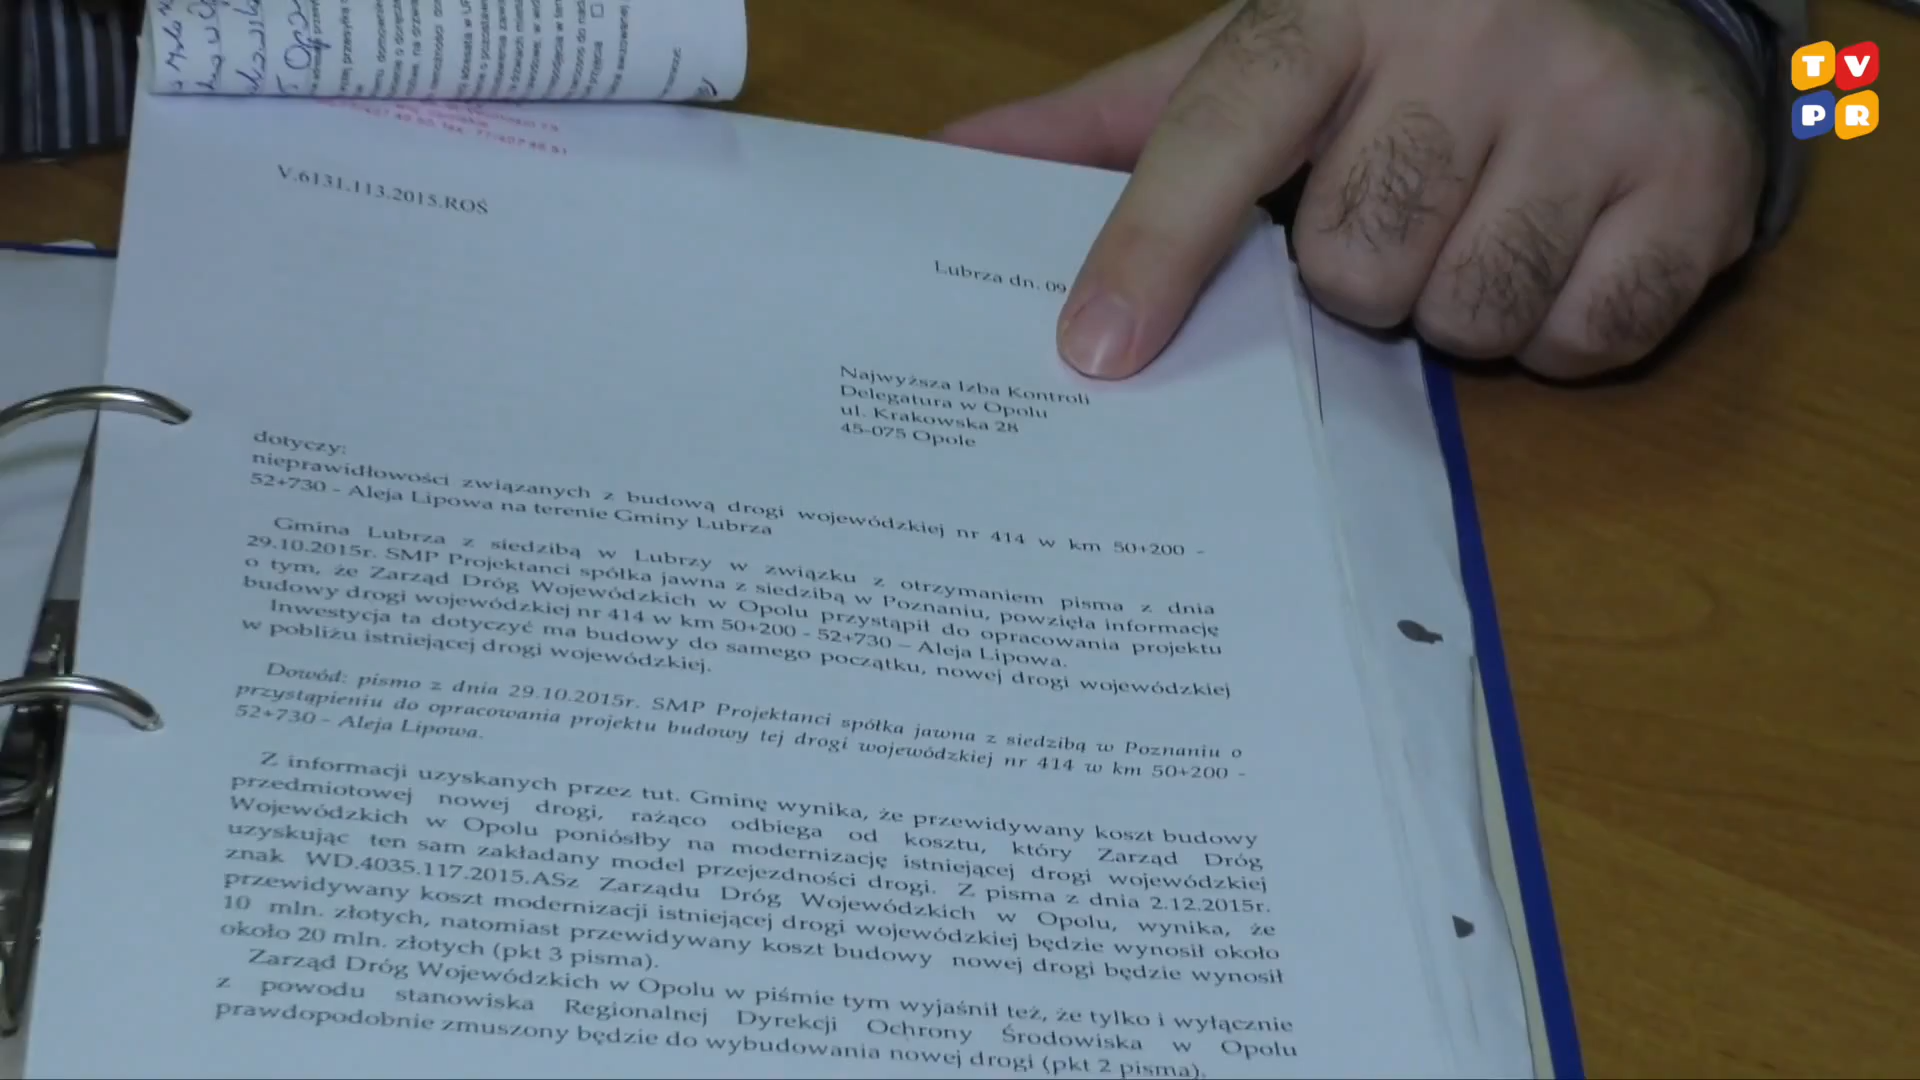 TV
PR
V.6131.113.2015.ROŚ
Lubrza dn. 09
Najwyższa Izba Kontroli
Delegatura w Opolu
ul. Krakowska 28
45-075 Opole
dotyczy:
nieprawidłowości związanych z budową drogi wojewódzkiej nr 414 w km 50+200 -
52+730 - Aleja Lipowa na terenie Gminy Lubrza
Gmina Lubrza z siedzibą w Lubrzy w związku z otrzymaniem pisma z dnia
29.10.2015r. SMP Projektanci spółka jawna z siedzibą w Poznaniu, powzięła informację
o tym, że Zarząd Dróg Wojewódzkich w Opolu przystąpił do opracowania projektu
budowy drogi wojewódzkiej nr 414 w km 50+200 - 52+730 – Aleja Lipowa.
Inwestycja ta dotyczyć ma budowy do samego początku, nowej drogi wojewódzkiej
w pobliżu istniejącej drogi wojewódzkiej.
Dowód: pismo z dnia 29.10.2015r. SMP Projektanci spółka jawna z siedzibą w Poznaniu o
przystąpieniu do opracowania projektu budowy tej drogi wojewódzkiej nr 414 w km 50+200 -
52+730 - Aleja Lipowa.
Z informacji uzyskanych przez tut. Gminę wynika, że przewidywany koszt budowy
przedmiotowej nowej drogi, rażąco odbiega od kosztu, który Zarząd Dróg
Wojewódzkich w Opolu poniósłby na modernizację istniejącej drogi wojewódzkiej
uzyskując ten sam zakładany model przejezdności drogi. Z pisma z dnia 2.12.2015r.
znak WD.4035.117.2015.ASz Zarządu Dróg Wojewódzkich w Opolu, wynika, że
przewidywany koszt modernizacji istniejącej drogi wojewódzkiej będzie wynosił około
10 mln. złotych, natomiast przewidywany koszt budowy nowej drogi będzie wynosił
około 20 mln. złotych (pkt 3 pisma).
Zarząd Dróg Wojewódzkich w Opolu w piśmie tym wyjaśnił też, że tylko i wyłącznie
z powodu stanowiska Regionalnej Dyrekcji Ochrony Środowiska w Opolu
prawdopodobnie zmuszony będzie do wybudowania nowej drogi (pkt 2 pisma).